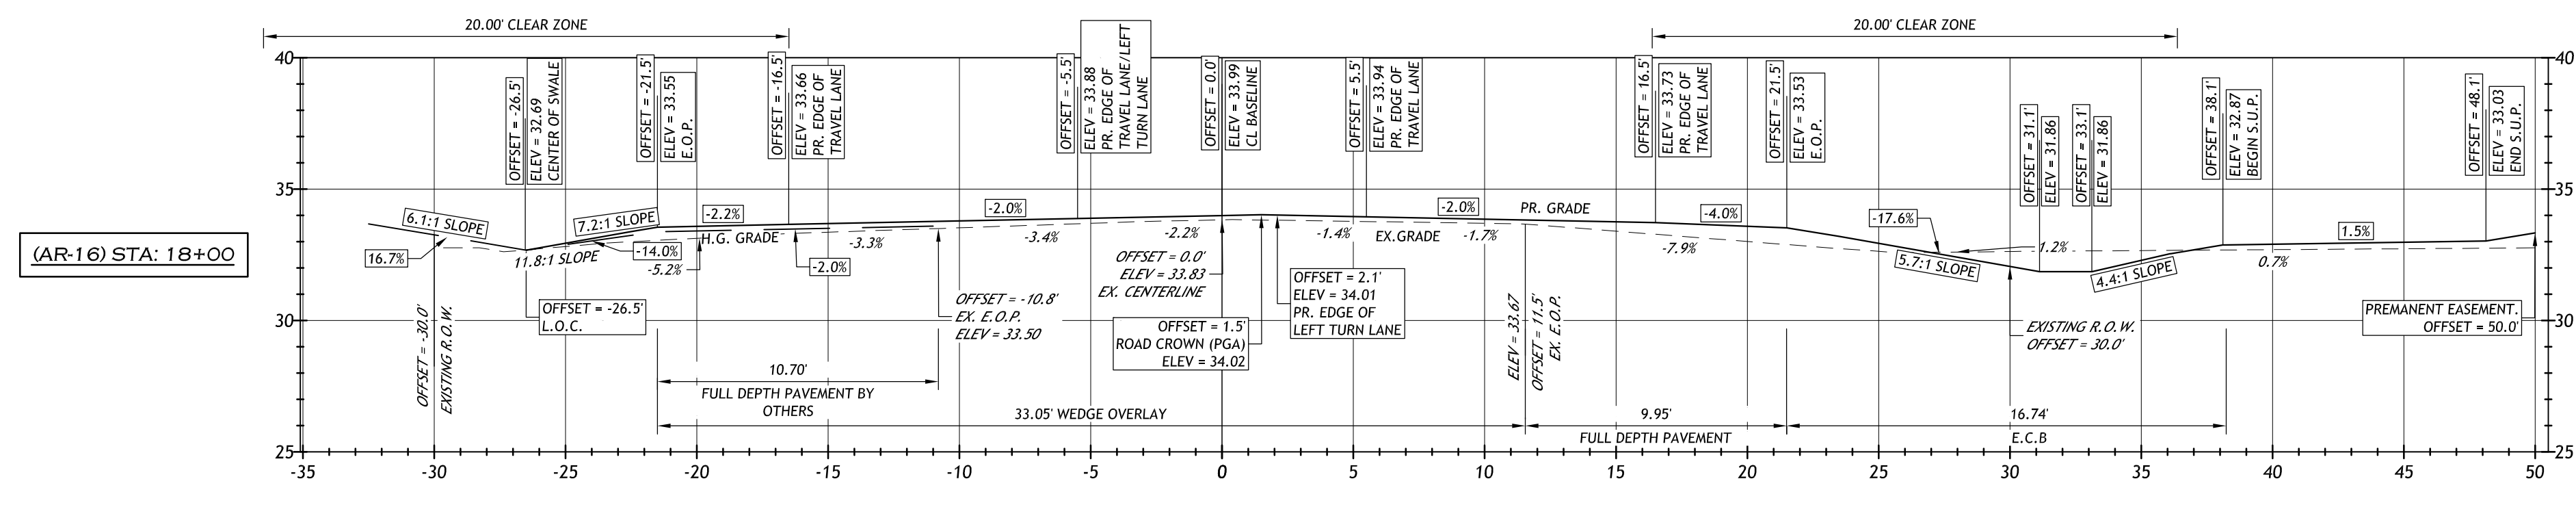 20.00' CLEAR ZONE
20.00' CLEAR ZONE
40
40
OFFSET = -26.5'
ELEV = 32.69
CENTER OF SWALE
OFFSET = -21.5'
ELEV = 33.55
E.O.P.
OFFSET = -16.5'
ELEV = 33.66
PR. EDGE OF
TRAVEL LANE
OFFSET = -5.5'
ELEV = 33.88
PR. EDGE OF
TRAVEL LANE/LEFT
TURN LANE
OFFSET = 0.0'
ELEV = 33.99
CL BASELINE
OFFSET = 5.5'
ELEV = 33.94
PR. EDGE OF
TRAVEL LANE
OFFSET = 16.5'
ELEV = 33.73
PR. EDGE OF
TRAVEL LANE
OFFSET = 21.5'
ELEV = 33.53
E.O.P.
OFFSET = 31.1'
ELEV = 31.86
OFFSET = 33.1'
ELEV = 31.86
OFFSET = 38.1'
ELEV = 32.87
BEGIN S.U.P.
OFFSET = 48.1'
ELEV = 33.03
END S.U.P.
35
35
6.1:1 SLOPE
7.2:1 SLOPE
-2.2%
-2.0%
-2.0%
PR. GRADE
-4.0%
-17.6%
1.5%
(AR-16) STA: 18+00
16.7%
11.8:1 SLOPE
-14.0%
-5.2%
H.G. GRADE
-2.0%
-3.3%
-3.4%
-2.2%
-1.4%
EX.GRADE
-1.7%
-7.9%
5.7:1 SLOPE
1.2%
4.4:1 SLOPE
0.7%
OFFSET = 0.0'
ELEV = 33.83
EX. CENTERLINE
OFFSET = 2.1'
ELEV = 34.01
PR. EDGE OF
LEFT TURN LANE
OFFSET = -10.8'
EX. E.O.P.
ELEV = 33.50
OFFSET = -26.5'
L.O.C.
OFFSET = -30.0'
EXISTING R.O.W.
OFFSET = 1.5'
ROAD CROWN (PGA)
ELEV = 34.02
ELEV = 33.67
OFFSET = 11.5'
EX. E.O.P.
EXISTING R.O.W.
OFFSET = 30.0'
PREMANENT EASEMENT.
OFFSET = 50.0'
30
30
10.70'
FULL DEPTH PAVEMENT BY
OTHERS
33.05' WEDGE OVERLAY
9.95'
FULL DEPTH PAVEMENT
16.74'
E.C.B
25
25
-35 -30 -25 -20 -15 -10 -5 0 5 10 15 20 25 30 35 40 45 50